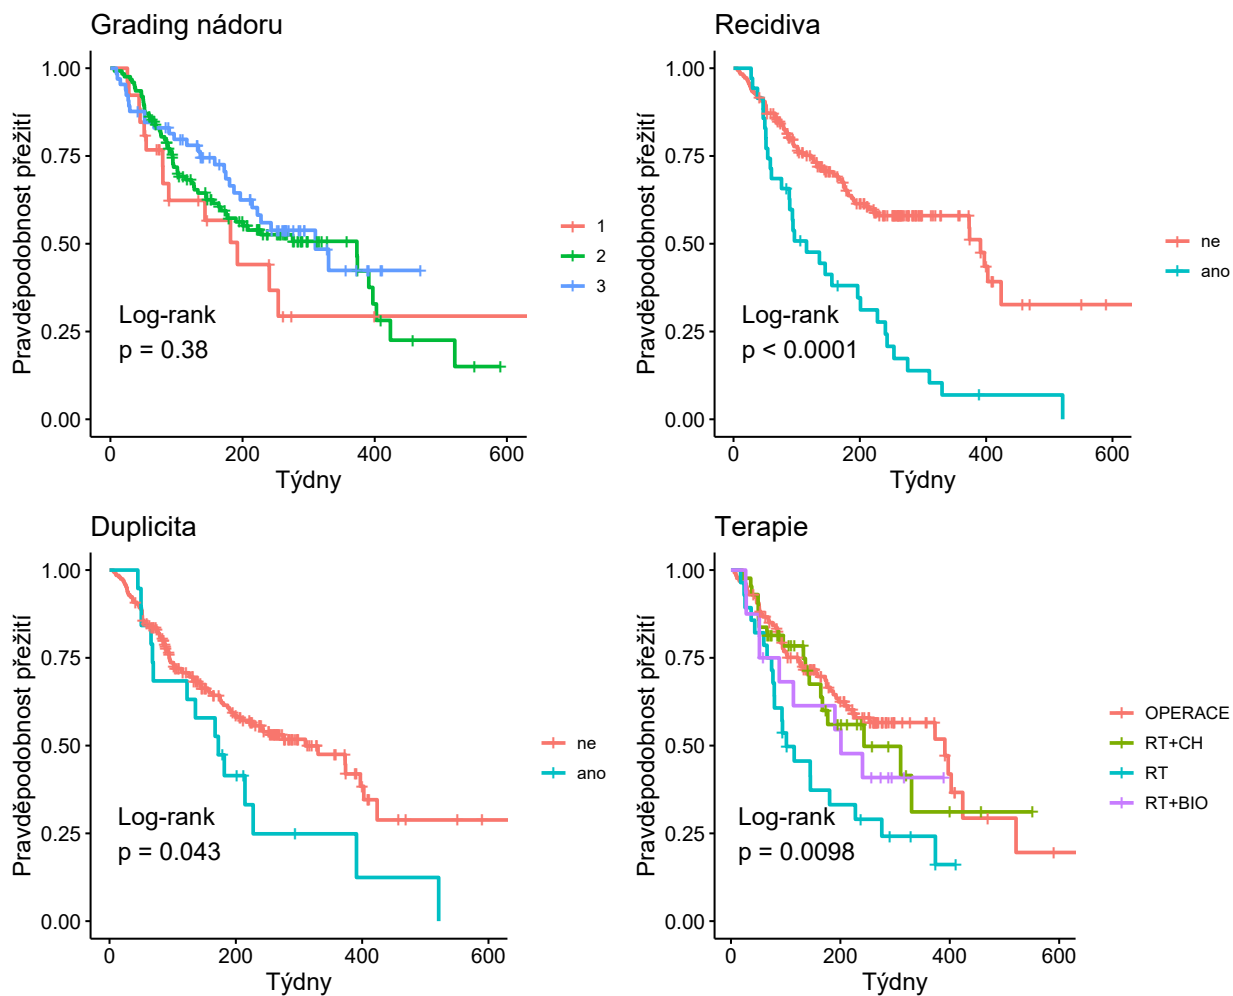 Grading nádoru
Pravděpodobnost přežití
1.00
0.75
0.50
0.25
0.00
Log-rank
p = 0.38
0 200 400 600
Týdny
1
2
3
Recidiva
Pravděpodobnost přežití
1.00
0.75
0.50
0.25
0.00
Log-rank
p < 0.0001
0 200 400 600
Týdny
ne
ano
Duplicita
Pravděpodobnost přežití
1.00
0.75
0.50
0.25
0.00
Log-rank
p = 0.043
0 200 400 600
Týdny
ne
ano
Terapie
Pravděpodobnost přežití
1.00
0.75
0.50
0.25
0.00
Log-rank
p = 0.0098
0 200 400 600
Týdny
OPERACE
RT+CH
RT
RT+BIO